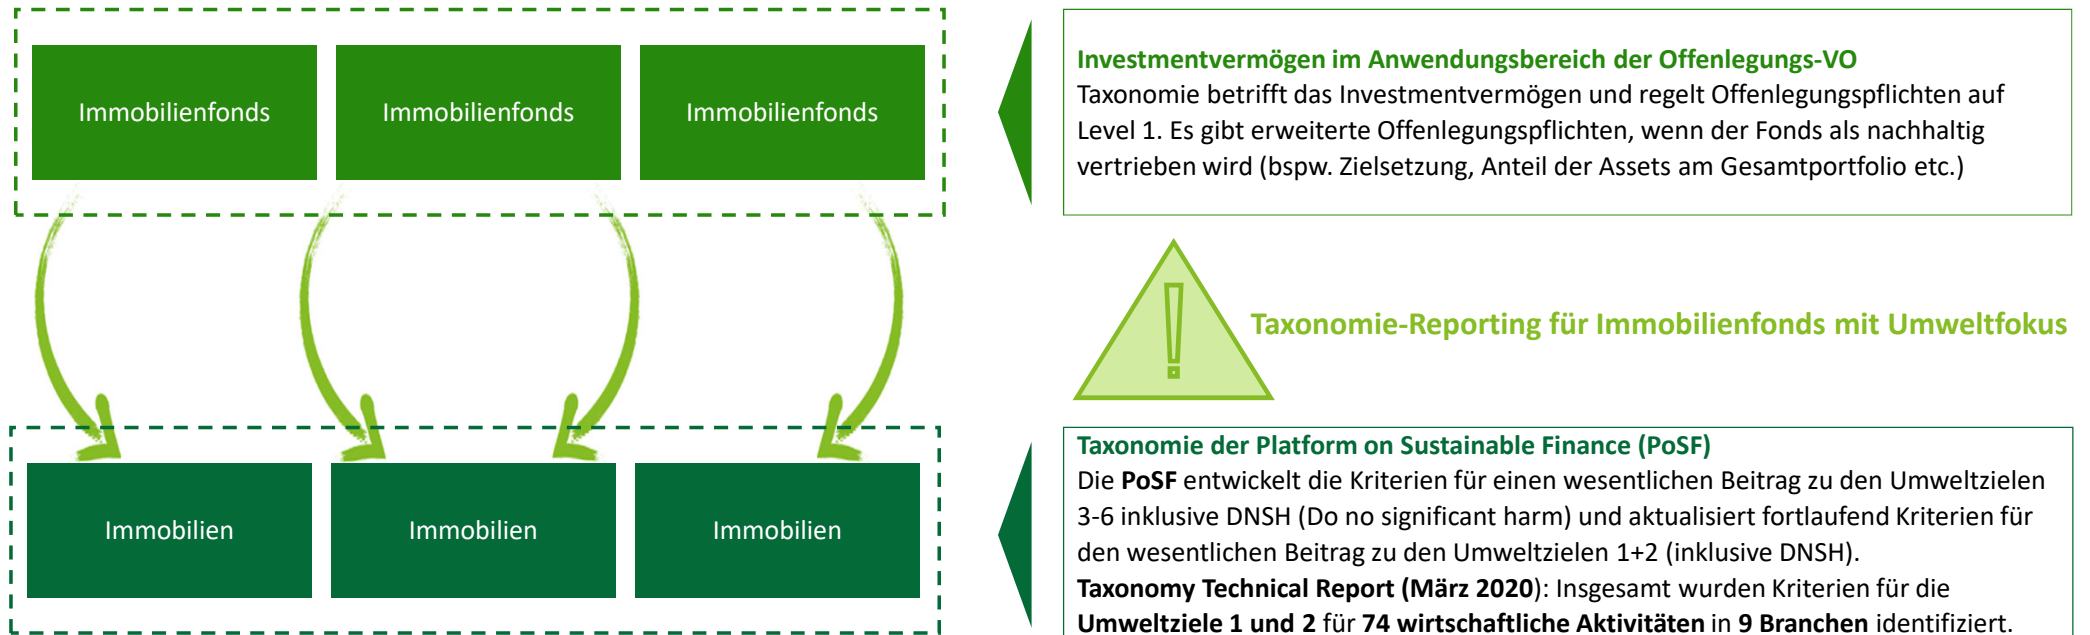 Immobilienfonds
Immobilienfonds
Immobilienfonds
Investmentvermögen im Anwendungsbereich der Offenlegungs-VO
Taxonomie betrifft das Investmentvermögen und regelt Offenlegungspflichten auf
Level 1. Es gibt erweiterte Offenlegungspflichten, wenn der Fonds als nachhaltig
vertrieben wird (bspw. Zielsetzung, Anteil der Assets am Gesamtportfolio etc.)
!
Taxonomie-Reporting für Immobilienfonds mit Umweltfokus
Immobilien
Immobilien
Immobilien
Taxonomie der Platform on Sustainable Finance (PoSF)
Die PoSF entwickelt die Kriterien für einen wesentlichen Beitrag zu den Umweltzielen
3-6 inklusive DNSH (Do no significant harm) und aktualisiert fortlaufend Kriterien für
den wesentlichen Beitrag zu den Umweltzielen 1+2 (inklusive DNSH).
Taxonomy Technical Report (März 2020): Insgesamt wurden Kriterien für die
Umweltziele 1 und 2 für 74 wirtschaftliche Aktivitäten in 9 Branchen identifiziert.